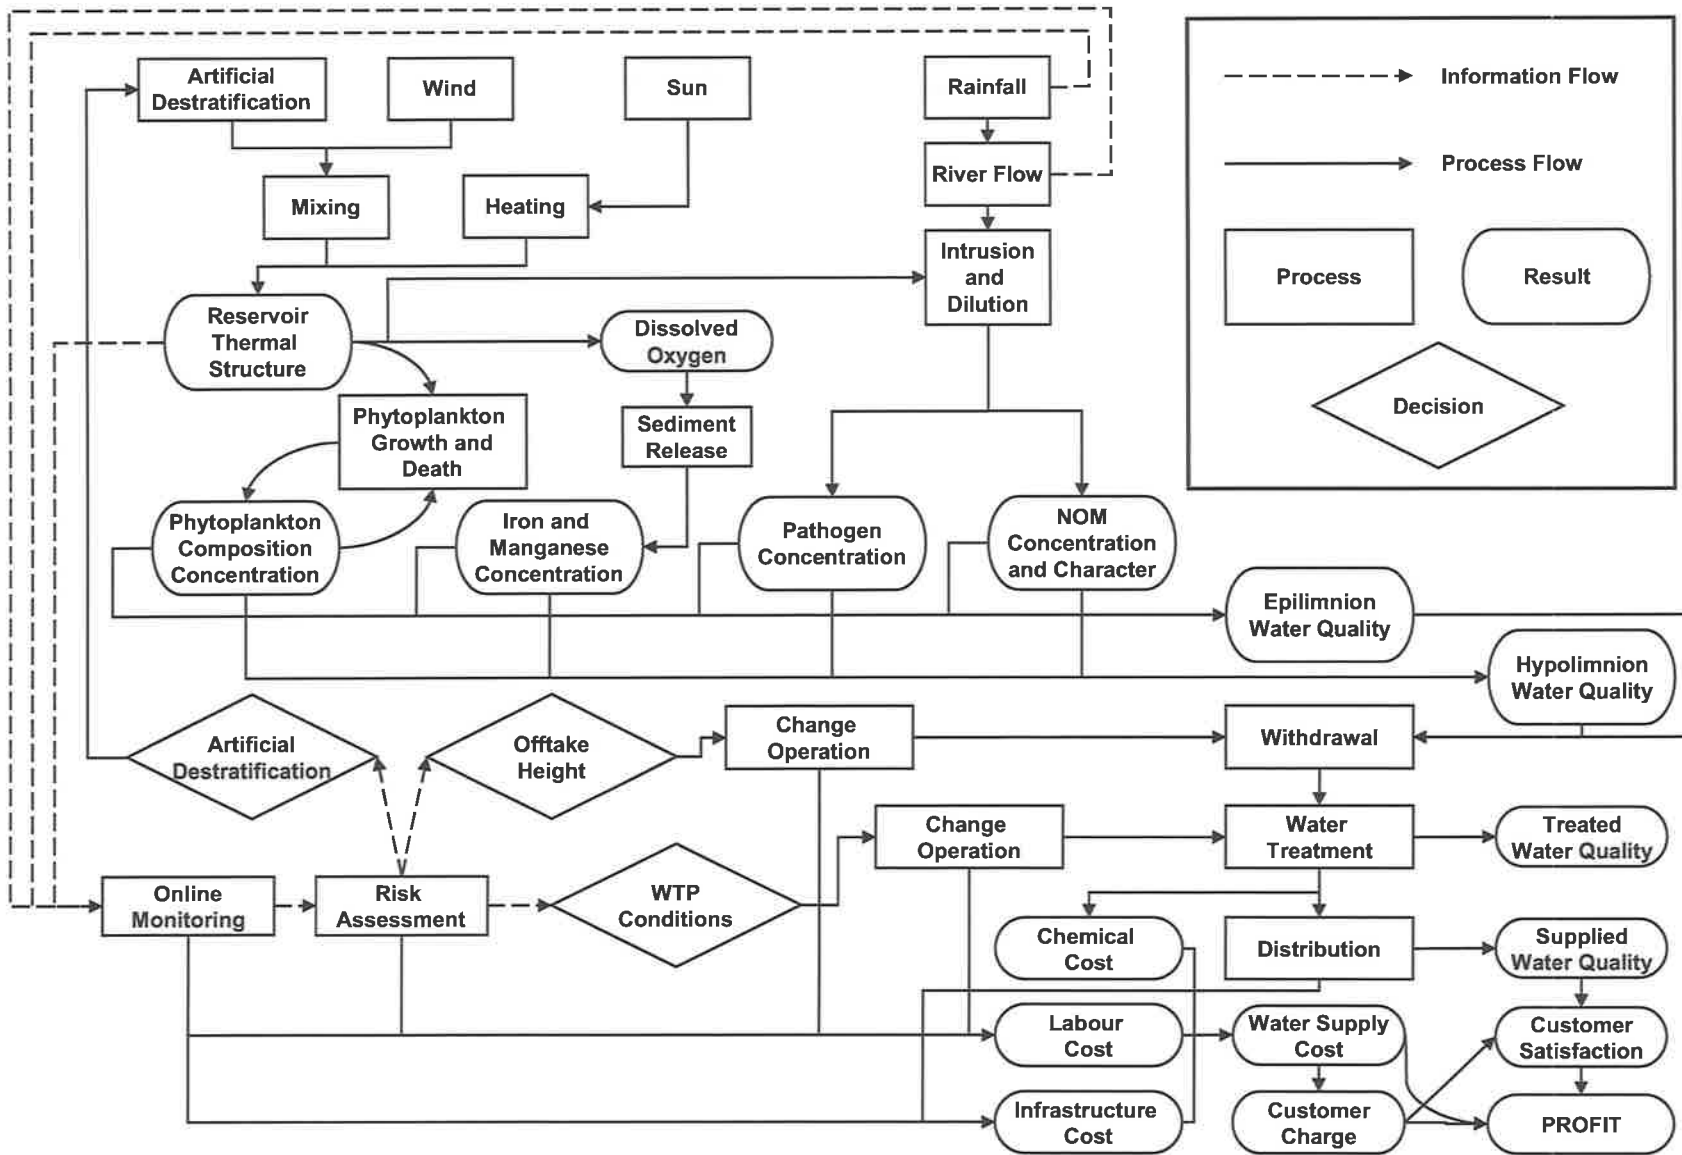 Artificial
Destratification
Wind
Sun
Rainfall
Information Flow
River Flow
Process Flow
Mixing
Heating
Intrusion
and
Dilution
Process
Result
Reservoir
Thermal
Structure
Dissolved
Oxygen
Decision
Phytoplankton
Growth and
Death
Sediment
Release
Phytoplankton
Composition
Concentration
Iron and
Manganese
Concentration
Pathogen
Concentration
NOM
Concentration
and Character
Epilimnion
Water Quality
Hypolimnion
Water Quality
Artificial
Destratification
Offtake
Height
Change
Operation
Withdrawal
Change
Operation
Water
Treatment
Treated
Water Quality
Online
Monitoring
Risk
Assessment
WTP
Conditions
Chemical
Cost
Distribution
Supplied
Water Quality
Labour
Cost
Water Supply
Cost
Customer
Satisfaction
Infrastructure
Cost
Customer
Charge
PROFIT